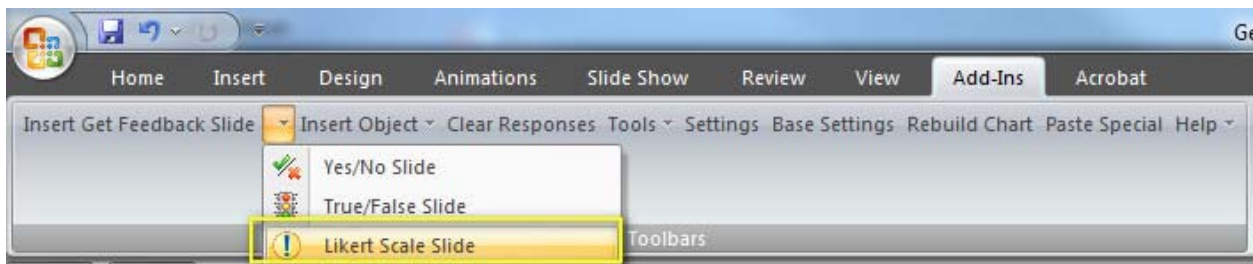 Ge
Home Insert Design Animations Slide Show Review View Add-Ins Acrobat
Insert Get Feedback Slide Insert Object Clear Responses Tools Settings Base Settings Rebuild Chart Paste Special Help
Yes/No Slide
True/False Slide
Likert Scale Slide
Toolbars